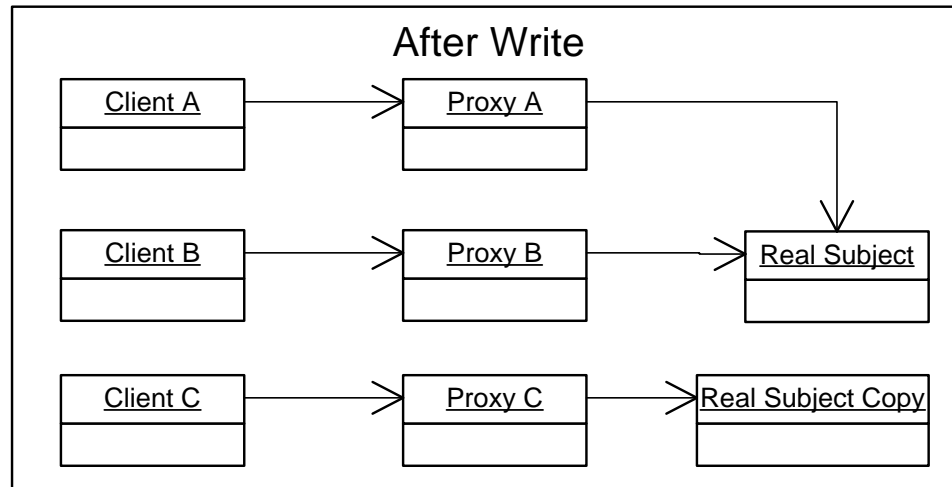 After Write
Client A
Proxy A
Client B
Proxy B
Real Subject
Client C
Proxy C
Real Subject Copy